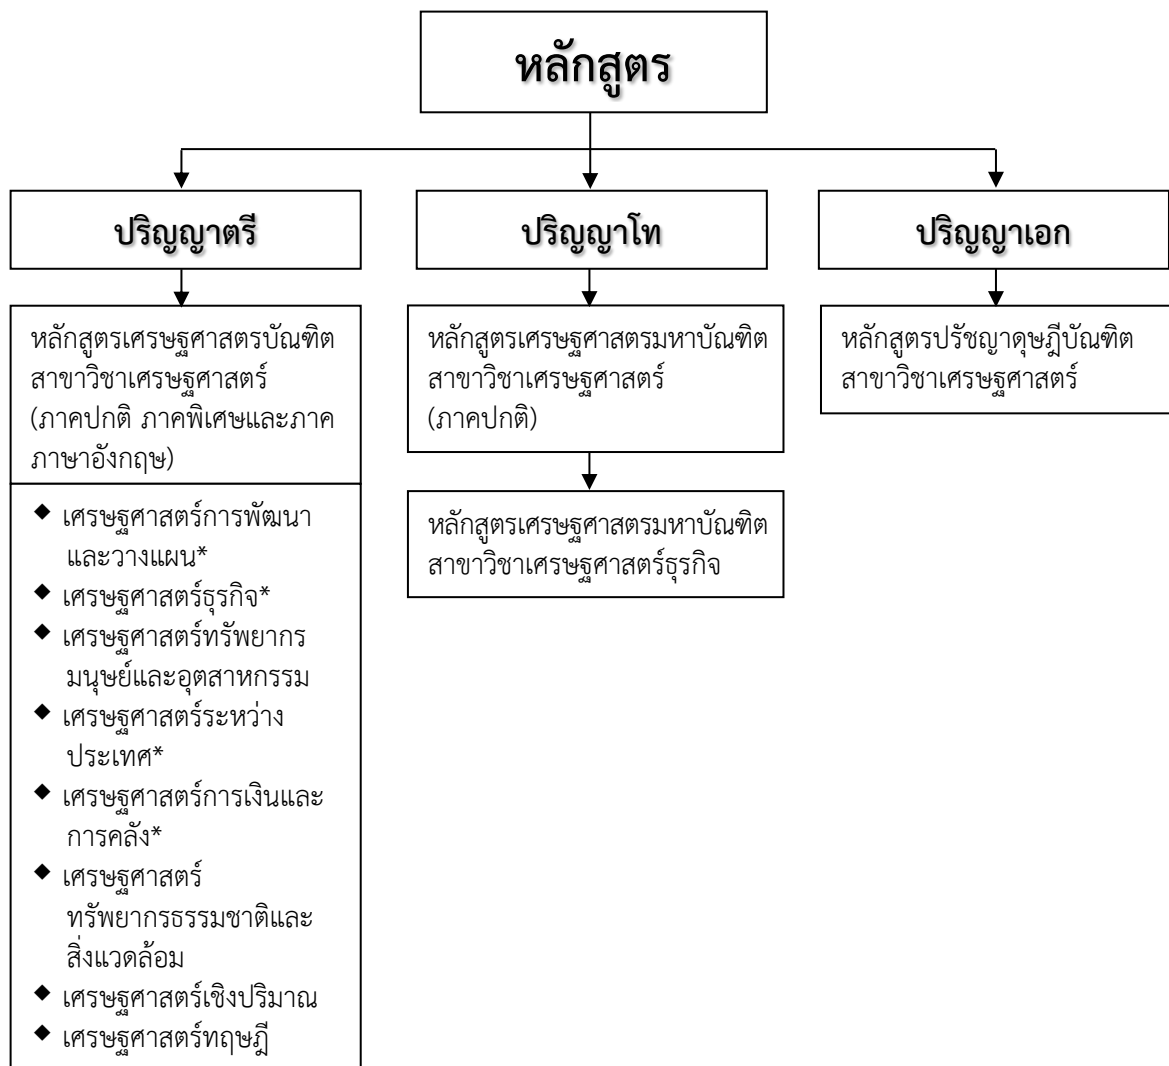 หลักสูตร
ปริญญาตรี
ปริญญาโท
ปริญญาเอก
หลักสูตรเศรษฐศาสตรบัณฑิต
สาขาวิชาเศรษฐศาสตร์
(ภาคปกติ ภาคพิเศษและภาค
ภาษาอังกฤษ)
◆ เศรษฐศาสตร์การพัฒนา
และวางแผน*
◆ เศรษฐศาสตร์ธุรกิจ*
◆ เศรษฐศาสตร์ทรัพยากร
มนุษย์และอุตสาหกรรม
◆ เศรษฐศาสตร์ระหว่าง
ประเทศ*
◆ เศรษฐศาสตร์การเงินและ
การคลัง*
◆ เศรษฐศาสตร์
ทรัพยากรธรรมชาติและ
สิ่งแวดล้อม
◆ เศรษฐศาสตร์เชิงปริมาณ
◆ เศรษฐศาสตร์ทฤษฎี
หลักสูตรเศรษฐศาสตรมหาบัณฑิต
สาขาวิชาเศรษฐศาสตร์
(ภาคปกติ)
หลักสูตรเศรษฐศาสตรมหาบัณฑิต
สาขาวิชาเศรษฐศาสตร์ธุรกิจ
หลักสูตรปรัชญาดุษฎีบัณฑิต
สาขาวิชาเศรษฐศาสตร์